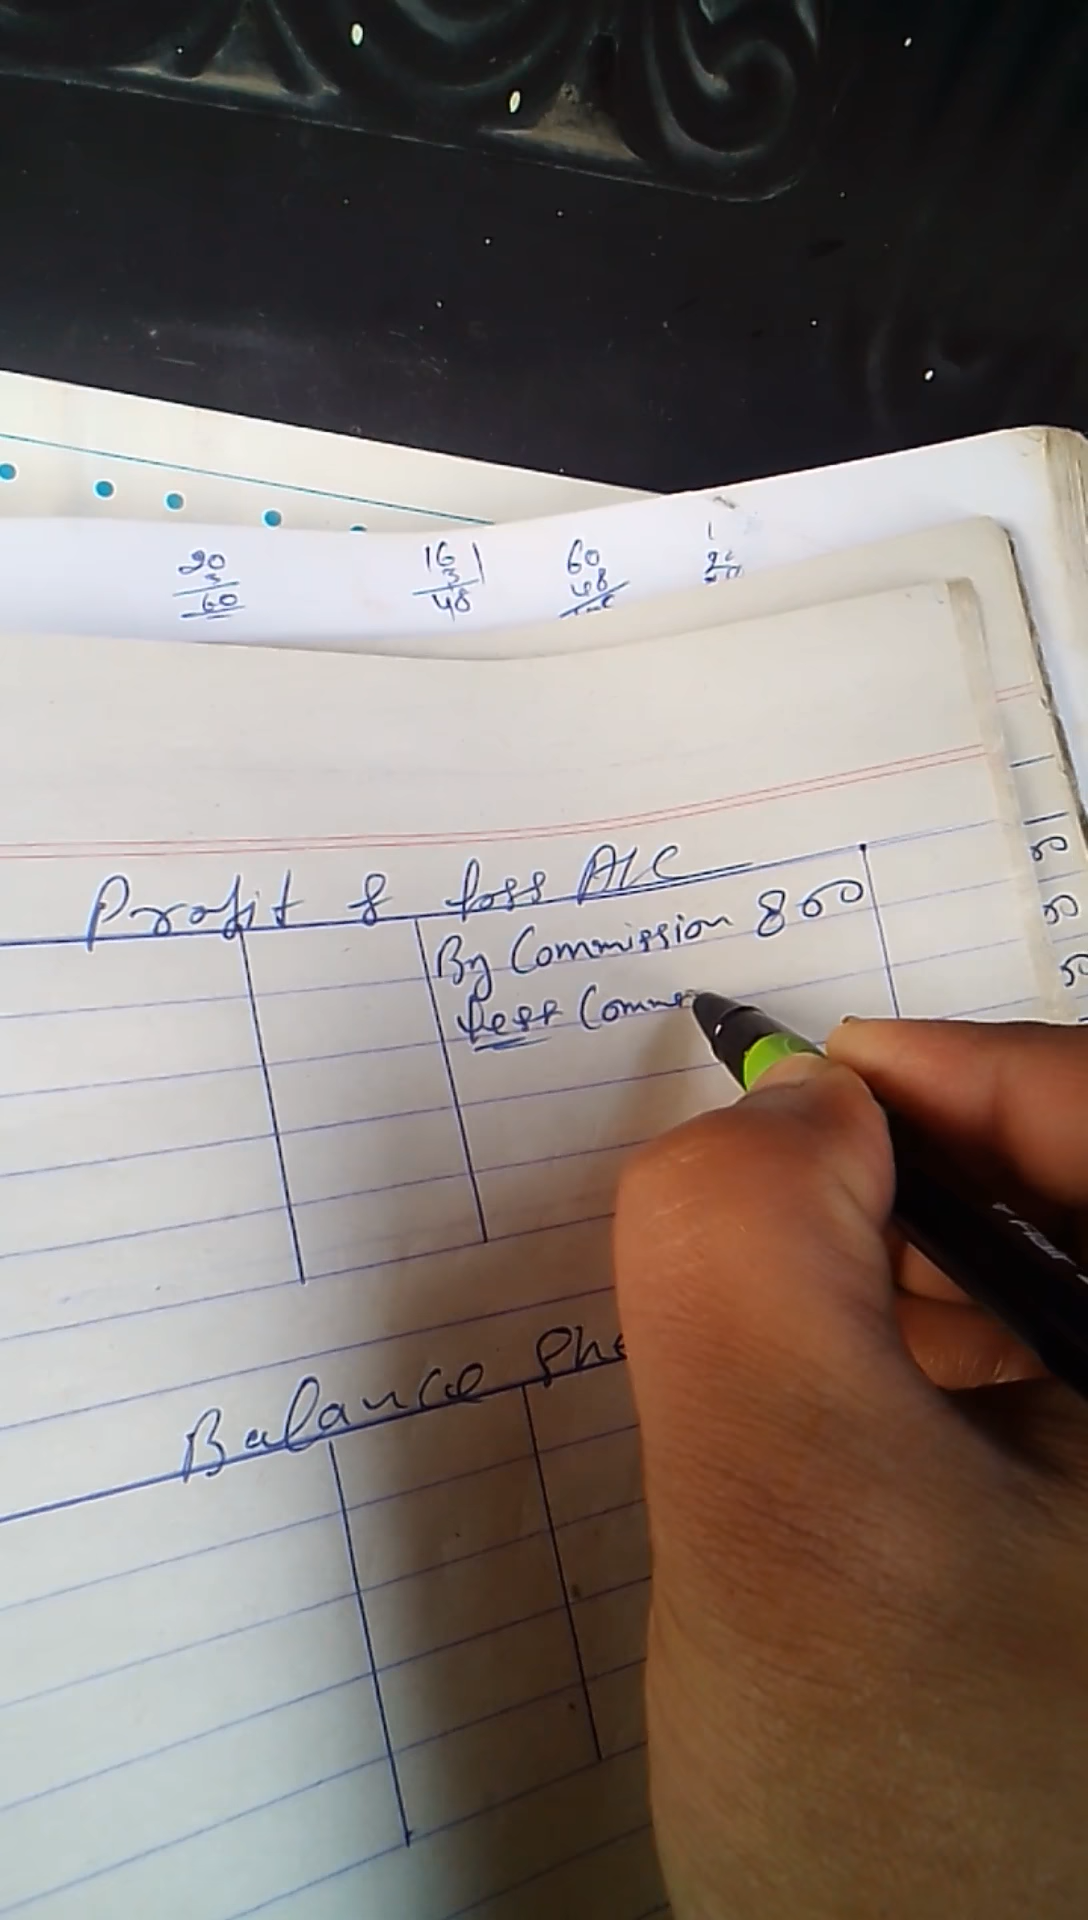 20 16 60
3 3 48
60 48
Profit & loss A/C
By Commission 800
Less Comm
Balance She